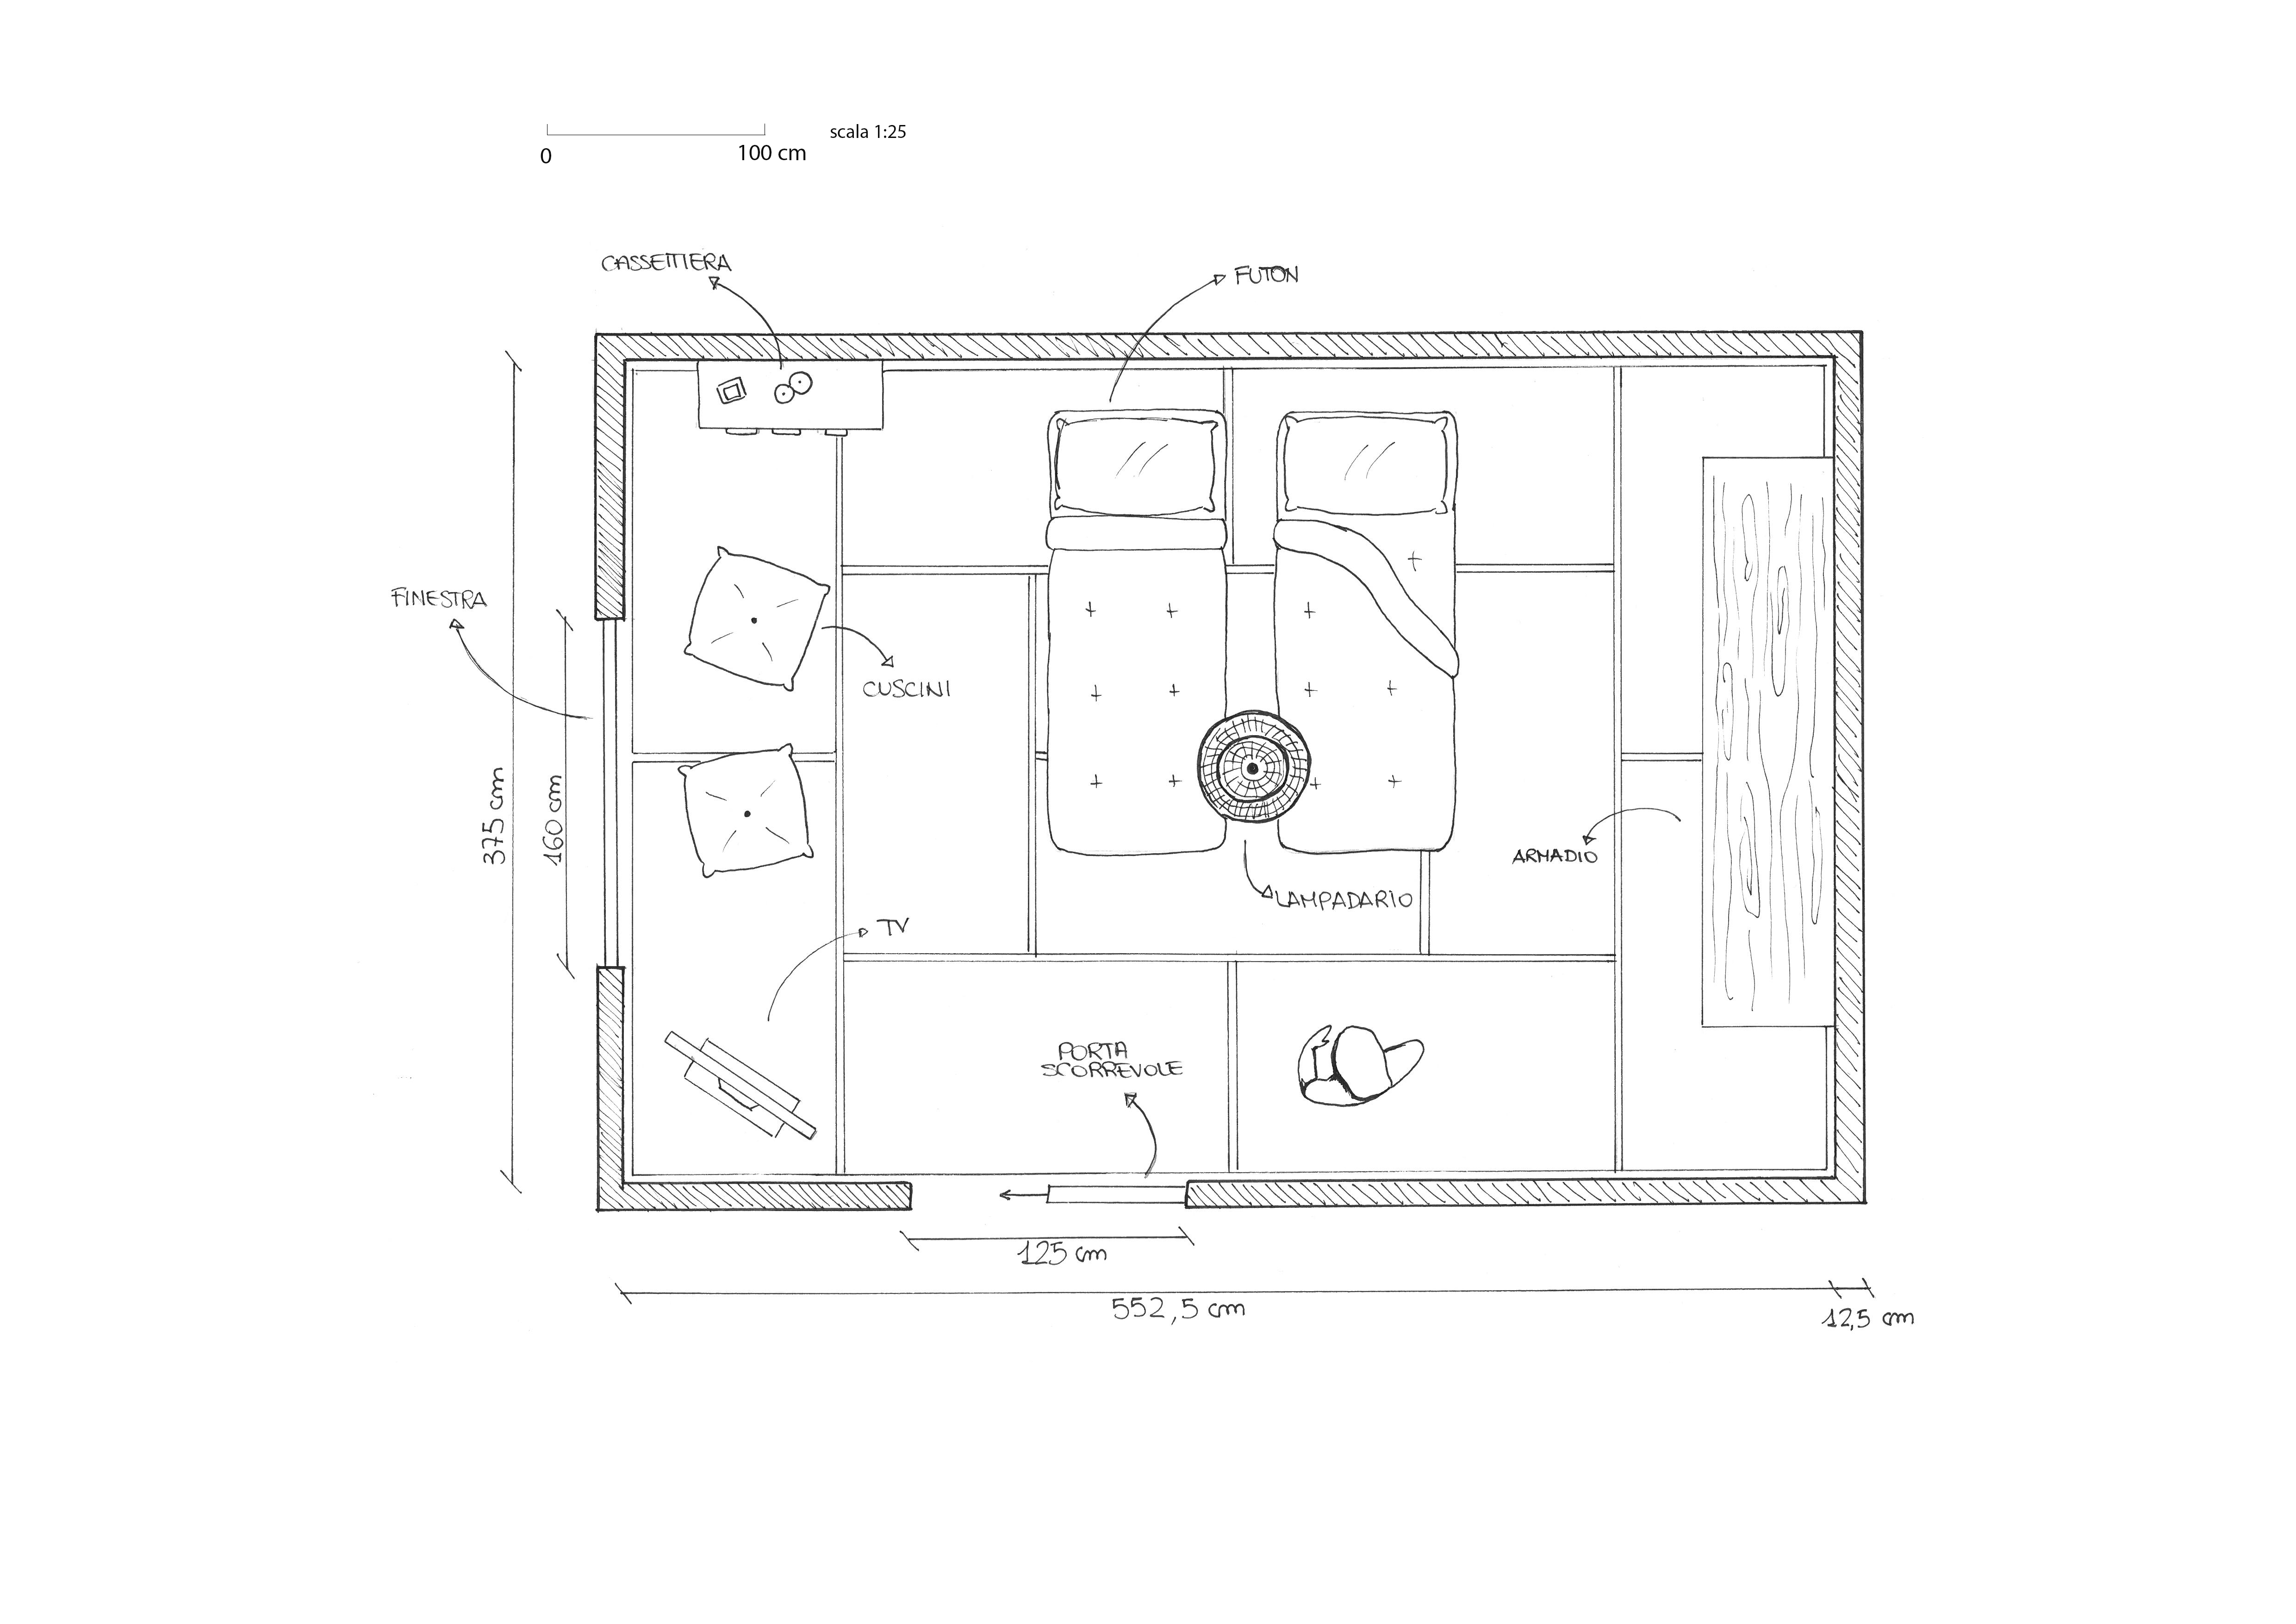 scala 1:25
0
100 cm
CASSETTIERA
FUTON
FINESTRA
CUSCINI
375 cm
160 cm
ARMADIO
LAMPADARIO
TV
PORTA
SCORREVOLE
125 cm
552,5 cm
12,5 cm